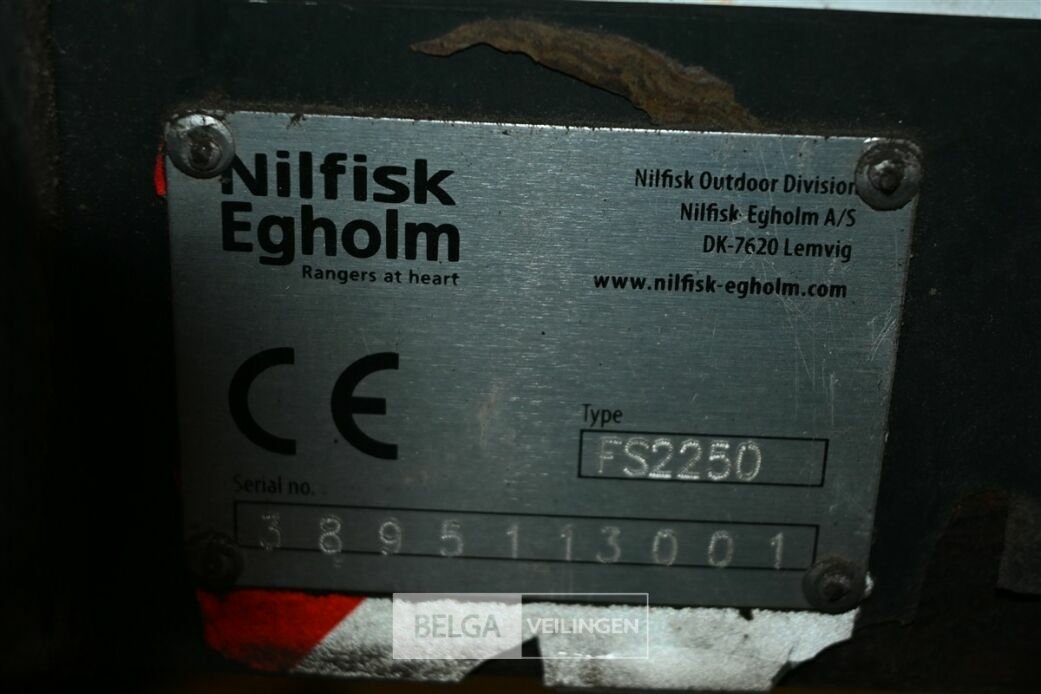 Nilfisk
Egholm
Rangers at heart
Nilfisk Outdoor Division
Nilfisk Egholm A/S
DK-7620 Lemvig
www.nilfisk-egholm.com
CE
Type
FS2250
Serial no.
3895113001
BELGA VEILINGEN